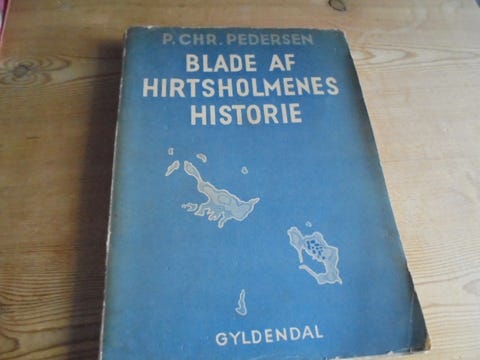 P. CHR. PEDERSEN
BLADE AF
HIRTSHOLMENES
HISTORIE
GYLDENDAL